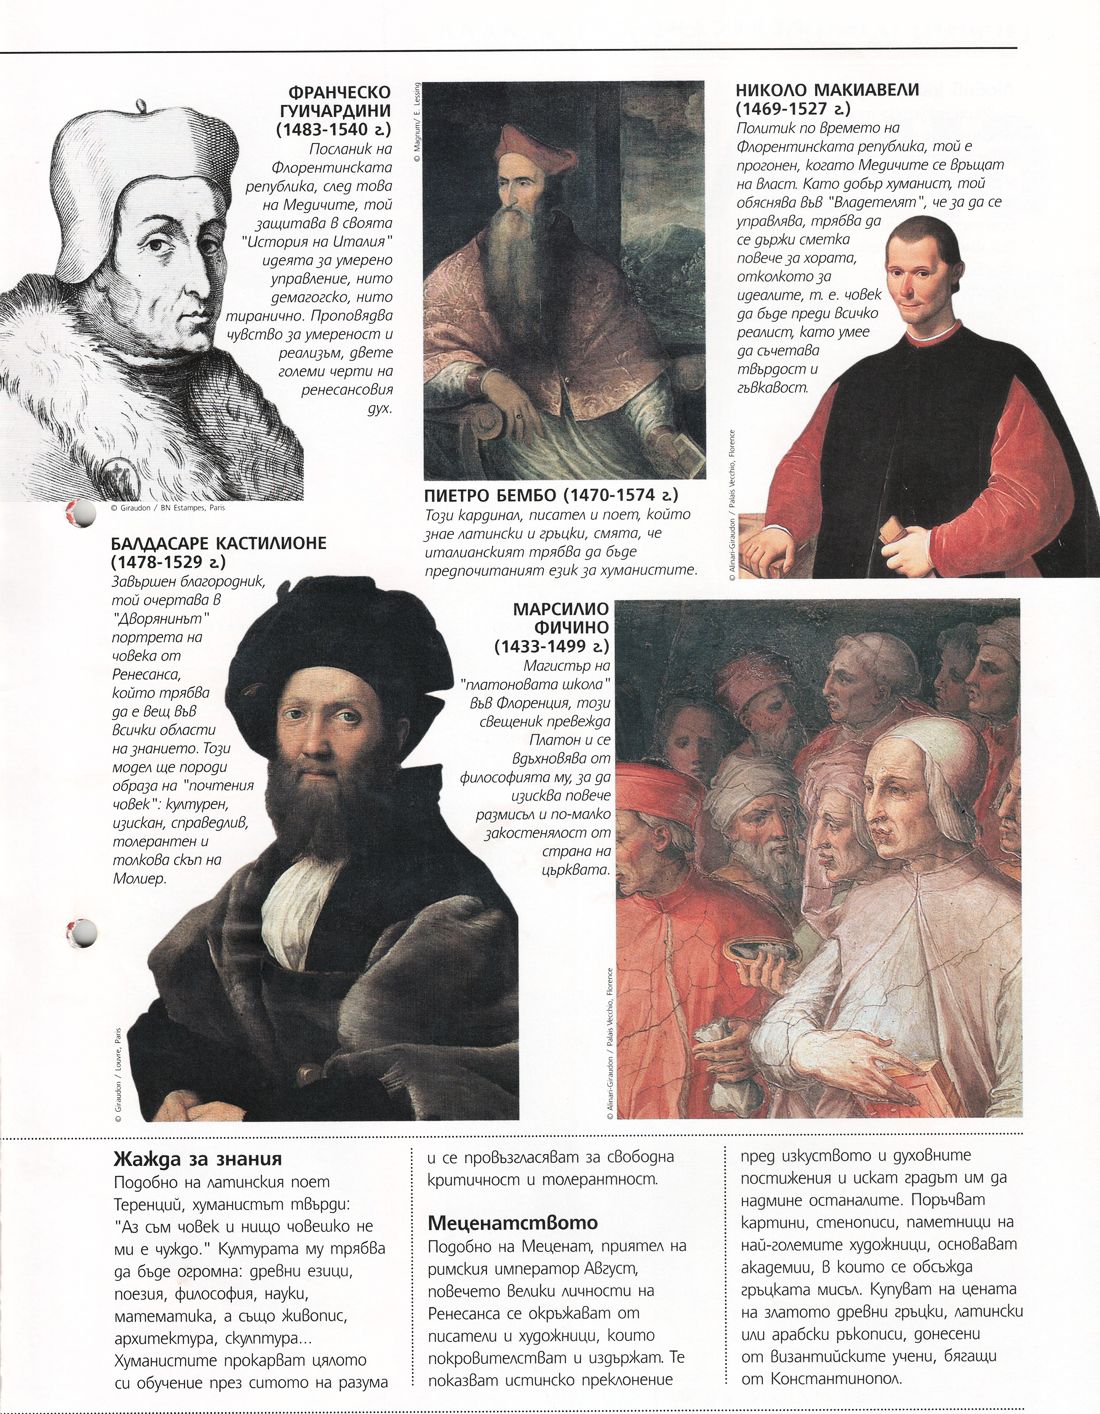 ФРАНЧЕСКО
ГУИЧАРДИНИ
(1483-1540 г.)
Посланик на
Флорентинската
република, след това
на Медичите, той
защитава в своята
"История на Италия"
идеята за умерено
управление, нито
демагогско, нито
тиранично. Проповядва
чувство за умереност и
реализъм, двете
големи черти на
ренесансовия
дух.
© Giraudon / BN Estampes, Paris
© Magnum/ E. Lessing
ПИЕТРО БЕМБО (1470-1574 г.)
Този кардинал, писател и поет, който
знае латински и гръцки, смята, че
италианският трябва да бъде
предпочитаният език за хуманистите.
НИКОЛО МАКИАВЕЛИ
(1469-1527 г.)
Политик по времето на
Флорентинската република, той е
прогонен, когато Медичите се връщат
на власт. Като добър хуманист, той
обяснява във "Владетелят", че за да се
управлява, трябва да
се държи сметка
повече за хората,
отколкото за
идеалите, т. е. човек
да бъде преди всичко
реалист, като умее
да съчетава
твърдост и
гъвкавост.
© Alinari-Giraudon / Palais Vecchio, Florence
БАЛДАСАРЕ КАСТИЛИОНЕ
(1478-1529 г.)
Завършен благородник,
той очертава в
"Дворянинът"
портрета на
човека от
Ренесанса,
който трябва
да е вещ във
всички области
на знанието. Този
модел ще породи
образа на "почтения
човек": културен,
изискан, справедлив,
толерантен и
толкова скъп на
Молиер.
© Giraudon / Louvre, Paris
МАРСИЛИО
ФИЧИНО
(1433-1499 г.)
Магистър на
"платоновата школа"
във Флоренция, този
свещеник превежда
Платон и се
вдъхновява от
философията му, за да
изисква повече
размисъл и по-малко
закостенялост от
страна на
църквата.
© Alinari-Giraudon / Palais Vecchio, Florence
Жажда за знания
Подобно на латинския поет
Теренций, хуманистът твърди:
"Аз съм човек и нищо човешко не
ми е чуждо." Културата му трябва
да бъде огромна: древни езици,
поезия, философия, науки,
математика, а също живопис,
архитектура, скулптура...
Хуманистите прокарват цялото
си обучение през ситото на разума
и се провъзгласяват за свободна
критичност и толерантност.
Меценатството
Подобно на Меценат, приятел на
римския император Август,
повечето велики личности на
Ренесанса се окръжават от
писатели и художници, които
покровителстват и издържат. Те
показват истинско преклонение
пред изкуството и духовните
постижения и искат градът им да
надмине останалите. Поръчват
картини, стенописи, паметници на
най-големите художници, основават
академии, в които се обсъжда
гръцката мисъл. Купуват на цената
на златото древни гръцки, латински
или арабски ръкописи, донесени
от византийските учени, бягащи
от Константинопол.